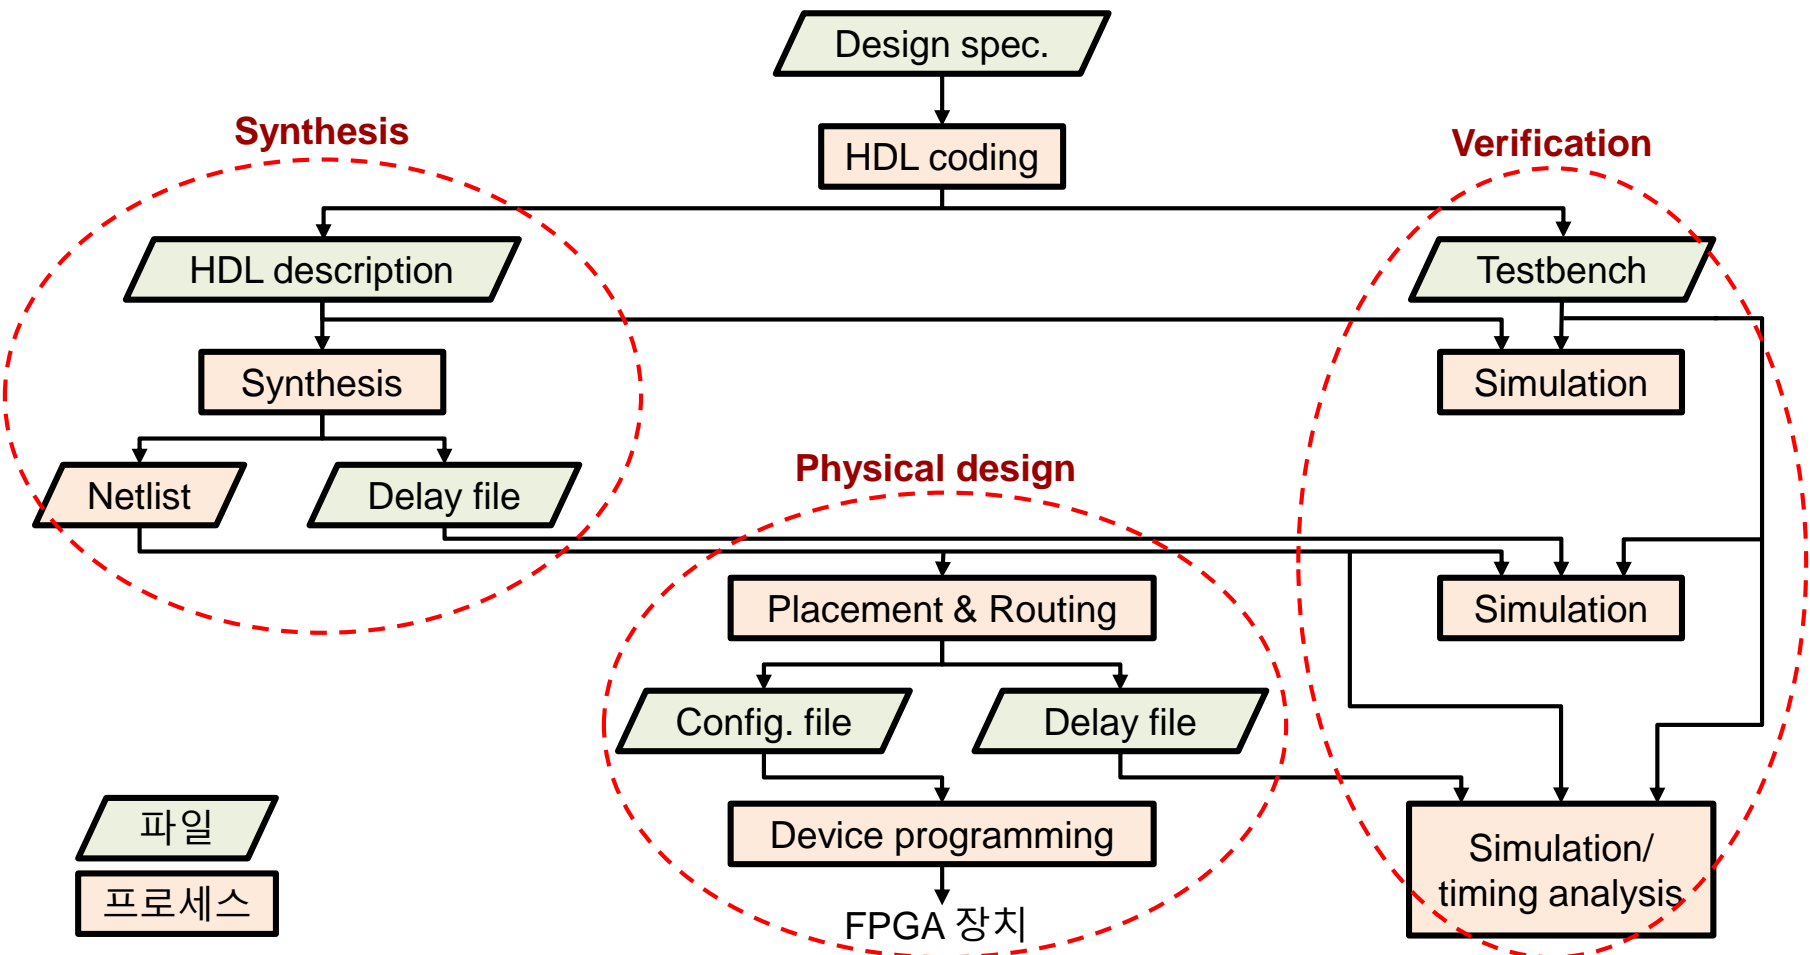 Design spec.
Synthesis
HDL coding
Verification
HDL description
Testbench
Synthesis
Simulation
Netlist
Delay file
Physical design
Placement & Routing
Simulation
Config. file
Delay file
파일
Device programming
Simulation/
timing analysis
프로세스
FPGA 장치